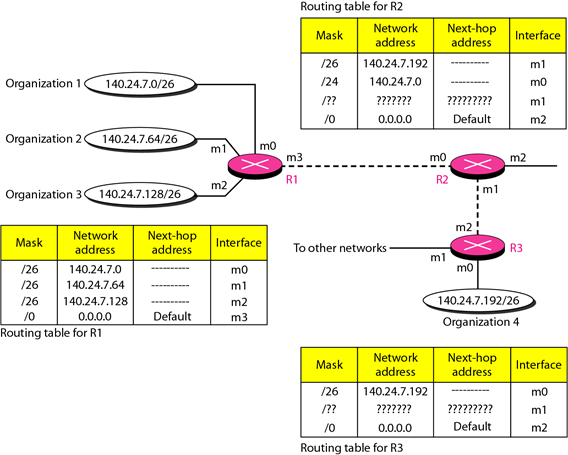 Routing table for R2
Mask Network address Next-hop address Interface
/26 140.24.7.192 ---------- m1
/24 140.24.7.0 ---------- m0
/?? ??????? ????????? m1
/0 0.0.0.0 Default m2
Organization 1 140.24.7.0/26
Organization 2 140.24.7.64/26
Organization 3 140.24.7.128/26
m0
m1
m2
m3
R1
m0
m2
R2
m1
m2
To other networks
m1
R3
m0
140.24.7.192/26
Organization 4
Mask Network address Next-hop address Interface
/26 140.24.7.0 ---------- m0
/26 140.24.7.64 ---------- m1
/26 140.24.7.128 ---------- m2
/0 0.0.0.0 Default m3
Routing table for R1
Mask Network address Next-hop address Interface
/26 140.24.7.192 ---------- m0
/?? ??????? ????????? m1
/0 0.0.0.0 Default m2
Routing table for R3